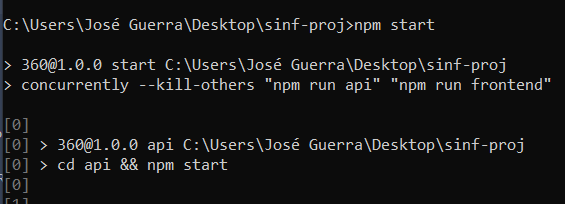 C:\Users\José Guerra\Desktop\sinf-proj>npm start
> 360@1.0.0 start C:\Users\José Guerra\Desktop\sinf-proj
> concurrently --kill-others "npm run api" "npm run frontend"
[0]
[0] > 360@1.0.0 api C:\Users\José Guerra\Desktop\sinf-proj
[0] > cd api && npm start
[0]
[1]